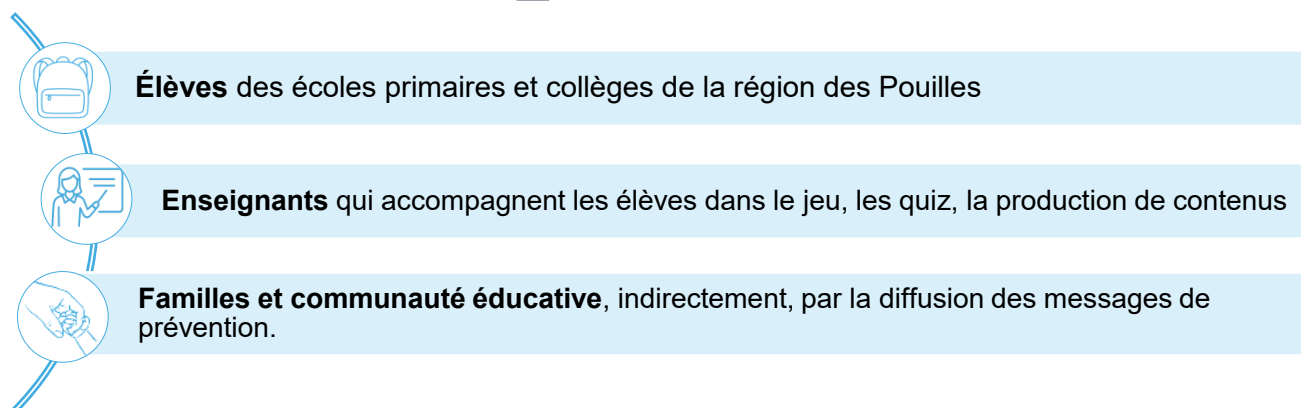 Élèves des écoles primaires et collèges de la région des Pouilles
Enseignants qui accompagnent les élèves dans le jeu, les quiz, la production de contenus
Familles et communauté éducative, indirectement, par la diffusion des messages de
prévention.